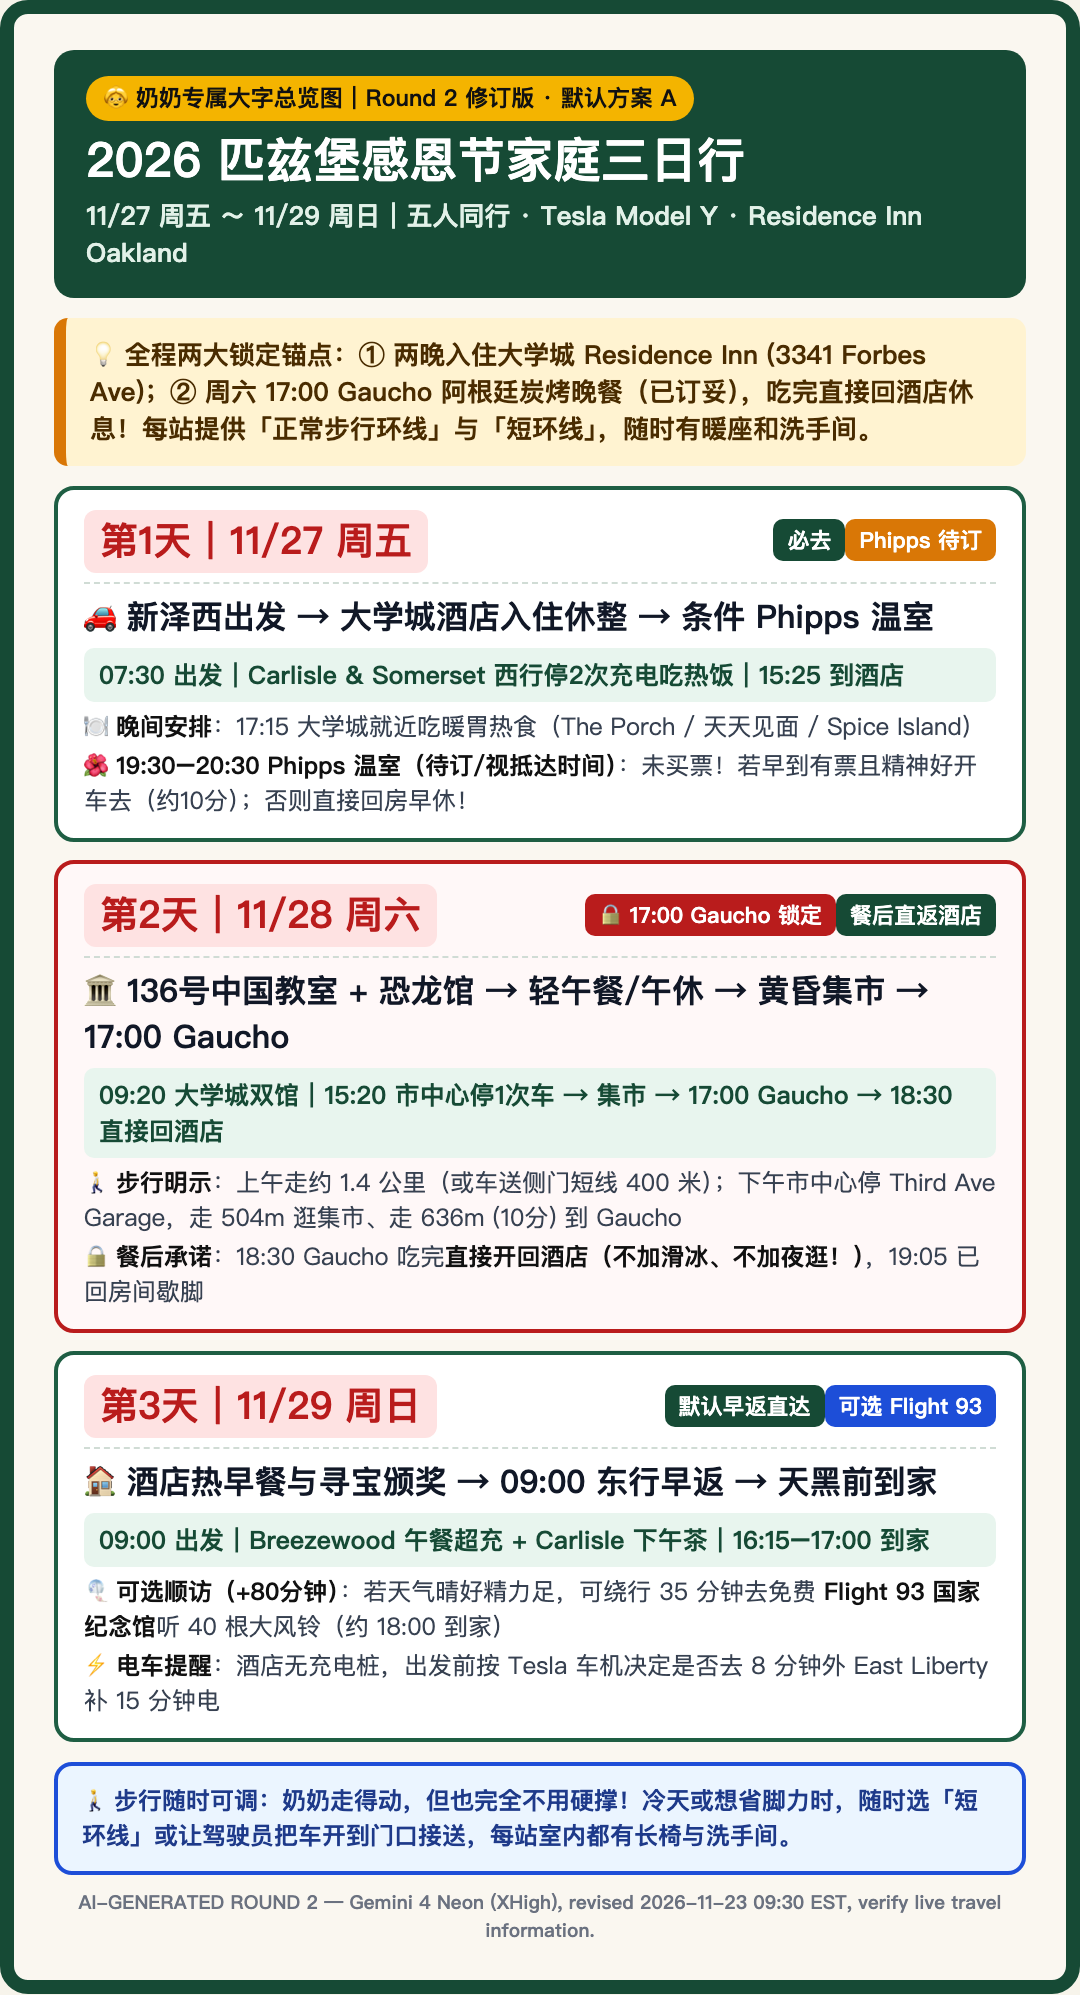 奶奶专属大字总览图｜Round 2 修订版 · 默认方案 A
2026 匹兹堡感恩节家庭三日行
11/27 周五 ～ 11/29 周日｜五人同行 · Tesla Model Y · Residence Inn
Oakland
全程两大锁定锚点：① 两晚入住大学城 Residence Inn (3341 Forbes
Ave)；② 周六 17:00 Gaucho 阿根廷炭烤晚餐（已订妥），吃完直接回酒店休
息！每站提供「正常步行环线」与「短环线」，随时有暖座和洗手间。
第1天｜11/27 周五
必去
Phipps 待订
新泽西出发 → 大学城酒店入住休整 → 条件 Phipps 温室
07:30 出发｜Carlisle & Somerset 西行停2次充电吃热饭｜15:25 到酒店
晚间安排：17:15 大学城就近吃暖胃热食（The Porch / 天天见面 / Spice Island）
19:30—20:30 Phipps 温室（待订/视抵达时间）：未买票！若早到有票且精神好开
车去（约10分）；否则直接回房早休！
第2天｜11/28 周六
17:00 Gaucho 锁定
餐后直返酒店
136号中国教室 + 恐龙馆 → 轻午餐/午休 → 黄昏集市 →
17:00 Gaucho
09:20 大学城双馆｜15:20 市中心停1次车 → 集市 → 17:00 Gaucho → 18:30
直接回酒店
步行明示：上午走约 1.4 公里（或车送侧门短线 400 米）；下午市中心停 Third Ave
Garage，走 504m 逛集市、走 636m (10分) 到 Gaucho
餐后承诺：18:30 Gaucho 吃完直接开回酒店（不加滑冰、不加夜逛！），19:05 已
回房间歇脚
第3天｜11/29 周日
默认早返直达
可选 Flight 93
酒店热早餐与寻宝颁奖 → 09:00 东行早返 → 天黑前到家
09:00 出发｜Breezewood 午餐超充 + Carlisle 下午茶｜16:15—17:00 到家
可选顺访（+80分钟）：若天气晴好精力足，可绕行 35 分钟去免费 Flight 93 国家
纪念馆听 40 根大风铃（约 18:00 到家）
电车提醒：酒店无充电桩，出发前按 Tesla 车机决定是否去 8 分钟外 East Liberty
补 15 分钟电
步行随时可调：奶奶走得动，但也完全不用硬撑！冷天或想省脚力时，随时选「短
环线」或让驾驶员把车开到门口接送，每站室内都有长椅与洗手间。
AI-GENERATED ROUND 2 — Gemini 4 Neon (XHigh), revised 2026-11-23 09:30 EST, verify live travel
information.